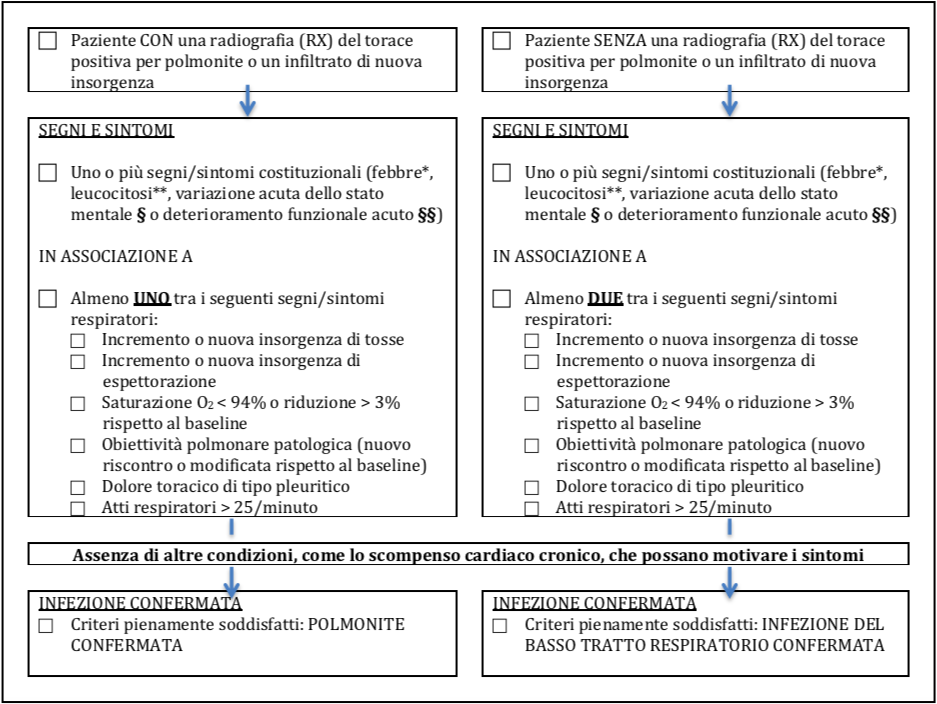 Paziente CON una radiografia (RX) del torace
positiva per polmonite o un infiltrato di nuova
insorgenza
SEGNI E SINTOMI
Uno o più segni/sintomi costituzionali (febbre*,
leucocitosi**, variazione acuta dello stato
mentale § o deterioramento funzionale acuto §§)
IN ASSOCIAZIONE A
Almeno UNO tra i seguenti segni/sintomi
respiratori:
Incremento o nuova insorgenza di tosse
Incremento o nuova insorgenza di
espettorazione
Saturazione O₂ < 94% o riduzione > 3%
rispetto al baseline
Obiettività polmonare patologica (nuovo
riscontro o modificata rispetto al baseline)
Dolore toracico di tipo pleuritico
Atti respiratori > 25/minuto
Paziente SENZA una radiografia (RX) del torace
positiva per polmonite o un infiltrato di nuova
insorgenza
SEGNI E SINTOMI
Uno o più segni/sintomi costituzionali (febbre*,
leucocitosi**, variazione acuta dello stato
mentale § o deterioramento funzionale acuto §§)
IN ASSOCIAZIONE A
Almeno DUE tra i seguenti segni/sintomi
respiratori:
Incremento o nuova insorgenza di tosse
Incremento o nuova insorgenza di
espettorazione
Saturazione O₂ < 94% o riduzione > 3%
rispetto al baseline
Obiettività polmonare patologica (nuovo
riscontro o modificata rispetto al baseline)
Dolore toracico di tipo pleuritico
Atti respiratori > 25/minuto
Assenza di altre condizioni, come lo scompenso cardiaco cronico, che possano motivare i sintomi
INFEZIONE CONFERMATA
Criteri pienamente soddisfatti: POLMONITE
CONFERMATA
INFEZIONE CONFERMATA
Criteri pienamente soddisfatti: INFEZIONE DEL
BASSO TRATTO RESPIRATORIO CONFERMATA